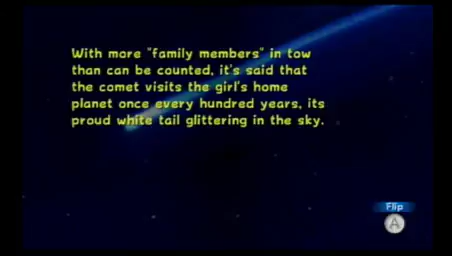 With more "family members" in tow
than can be counted, it's said that
the comet visits the girl's home
planet once every hundred years, its
proud white tail glittering in the sky.
Flip
A